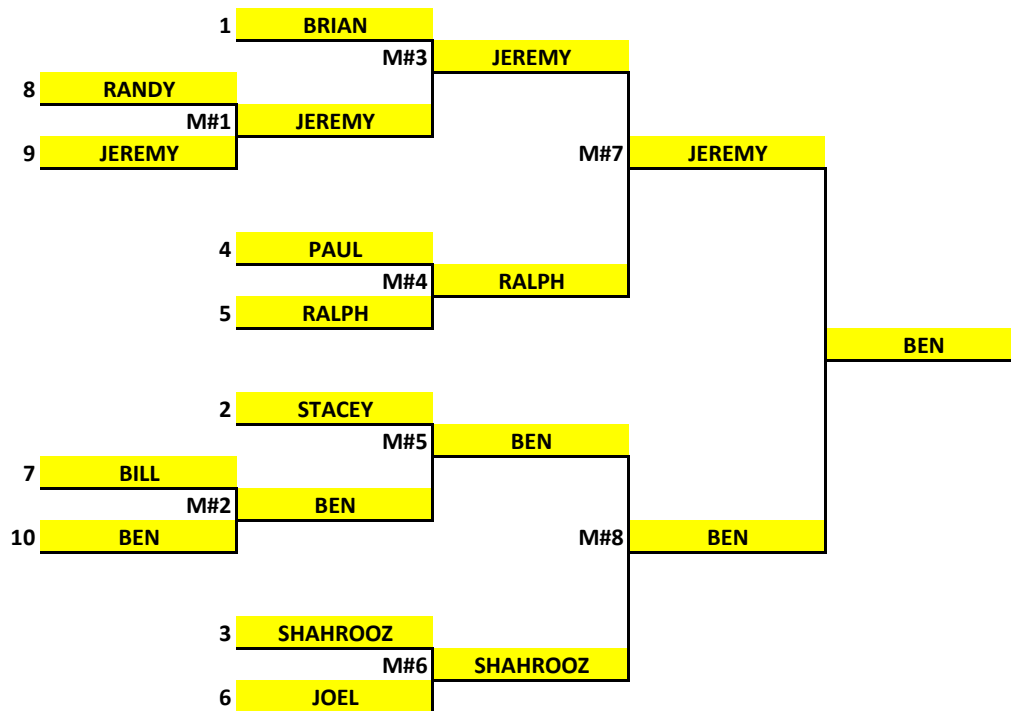 1 BRIAN
M#3 JEREMY
8 RANDY
M#1 JEREMY
9 JEREMY
M#7 JEREMY
4 PAUL
M#4 RALPH
5 RALPH
BEN
2 STACEY
M#5 BEN
7 BILL
M#2 BEN
10 BEN
M#8 BEN
3 SHAHROOZ
M#6 SHAHROOZ
6 JOEL